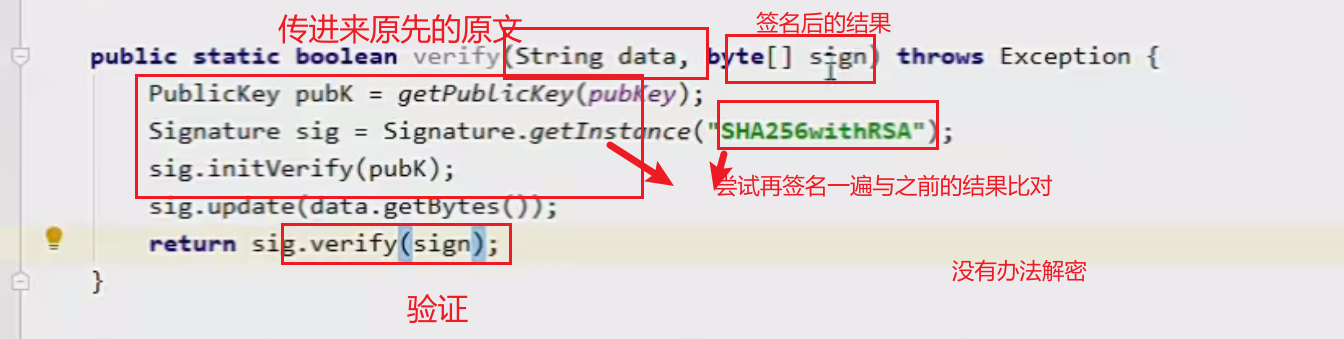 传进来原先的原文
签名后的结果
public static boolean verify(String data, byte[] sign) throws Exception {
PublicKey pubK = getPublicKey(pubKey);
Signature sig = Signature.getInstance("SHA256withRSA");
sig.initVerify(pubK);
尝试再签名一遍与之前的结果比对
sig.update(data.getBytes());
return sig.verify(sign);
没有办法解密
}
验证